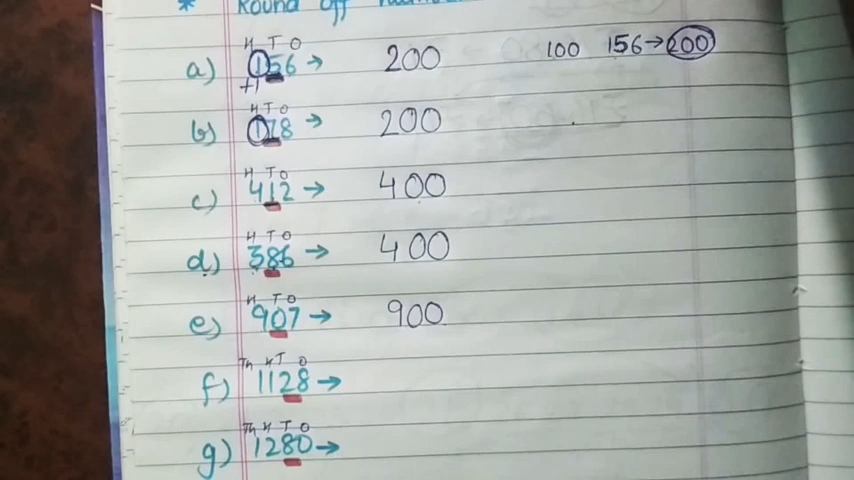 * Round off
H T O
a) 156 → 200 100 156→200
+1
H T O
b) 178 → 200
H T O
c) 412 → 400
H T O
d) 386 → 400
H T O
e) 907 → 900
Th H T O
f) 1128 →
Th H T O
g) 1280 →